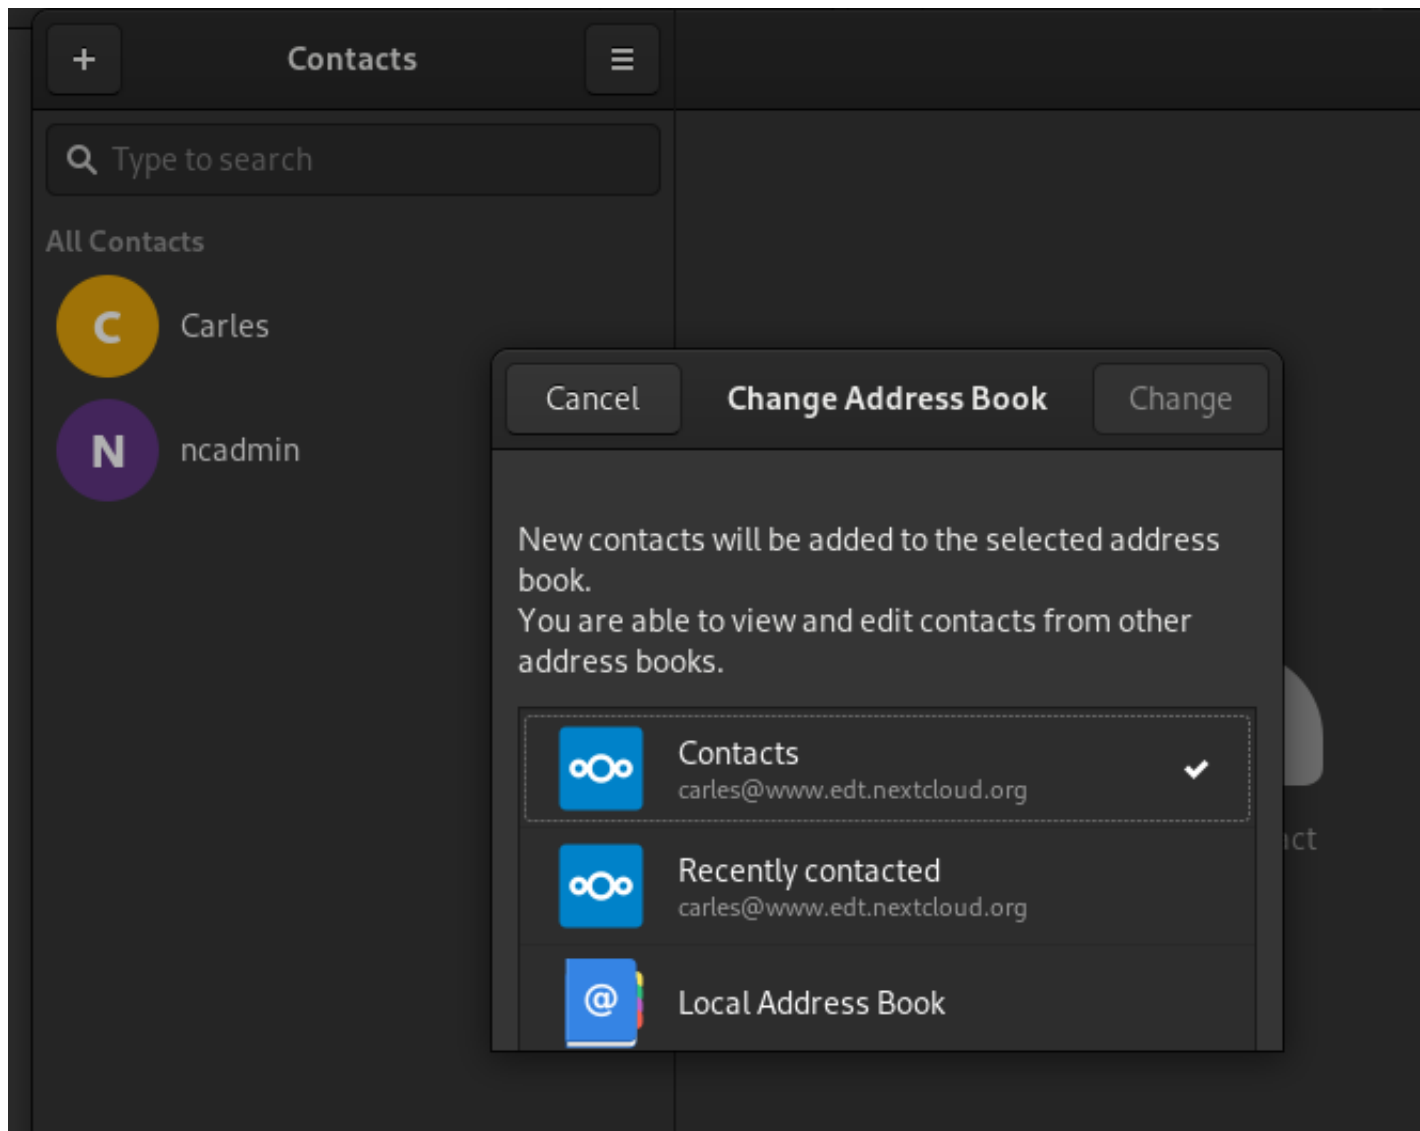 Contacts
Type to search
All Contacts
C
Carles
N
ncadmin
Cancel
Change Address Book
Change
New contacts will be added to the selected address
book.
You are able to view and edit contacts from other
address books.
Contacts
carles@www.edt.nextcloud.org
Recently contacted
carles@www.edt.nextcloud.org
@
Local Address Book